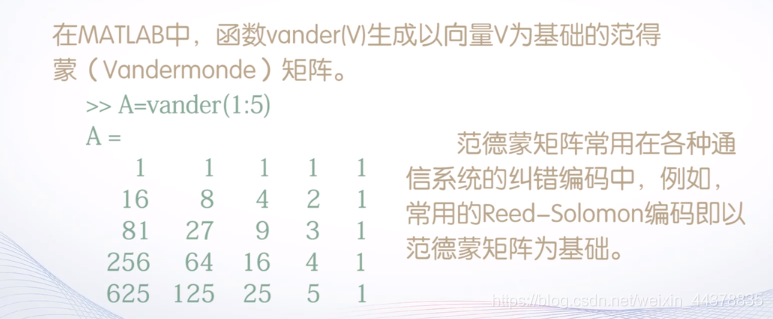 在MATLAB中，函数vander(V)生成以向量V为基础的范得
蒙（Vandermonde）矩阵。
>> A=vander(1:5)
A =
1 1 1 1 1
16 8 4 2 1
81 27 9 3 1
256 64 16 4 1
625 125 25 5 1
范德蒙矩阵常用在各种通
信系统的纠错编码中，例如，
常用的Reed-Solomon编码即以
范德蒙矩阵为基础。
https://blog.csdn.net/weixin_44378835